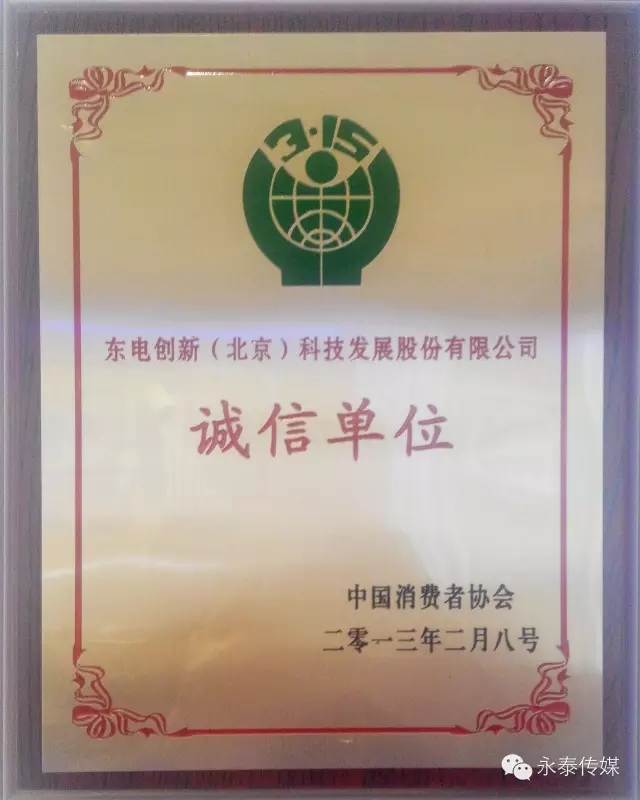 3·15
东电创新（北京）科技发展股份有限公司
诚信单位
中国消费者协会
二零一三年二月八号
永泰传媒